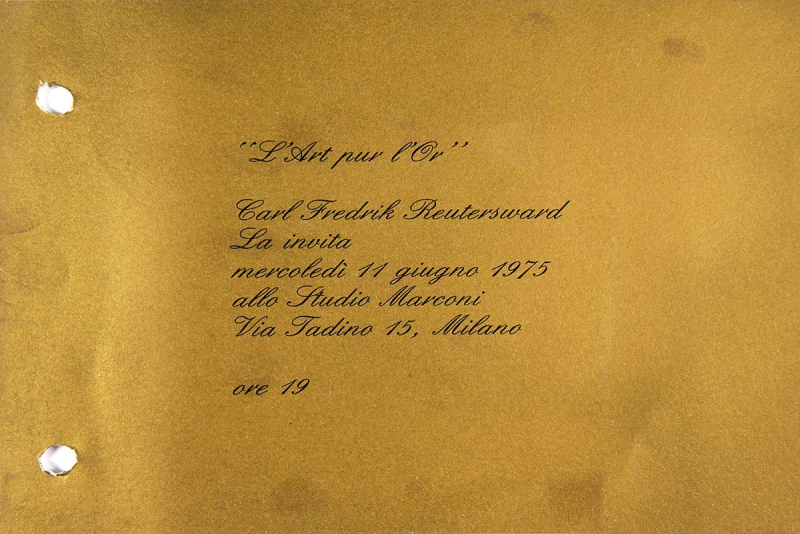 “L'Art pur l'Or”
Carl Fredrik Reutersward
La invita
mercoledì 11 giugno 1975
allo Studio Marconi
Via Tadino 15, Milano
ore 19